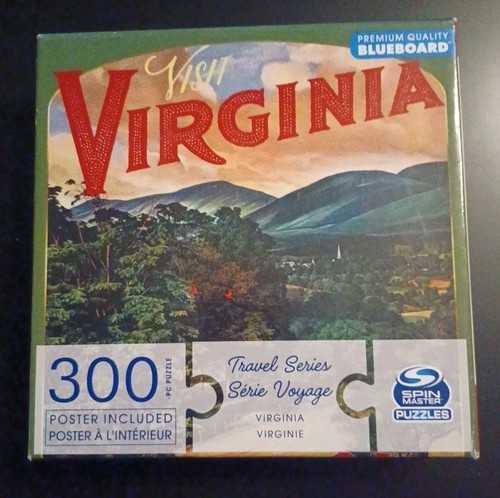 PREMIUM QUALITY
BLUEBOARD™
VISIT
VIRGINIA
300
-PC PUZZLE
POSTER INCLUDED
POSTER À L'INTÉRIEUR
Travel Series
Série Voyage
VIRGINIA
VIRGINIE
SPIN
MASTER
PUZZLES